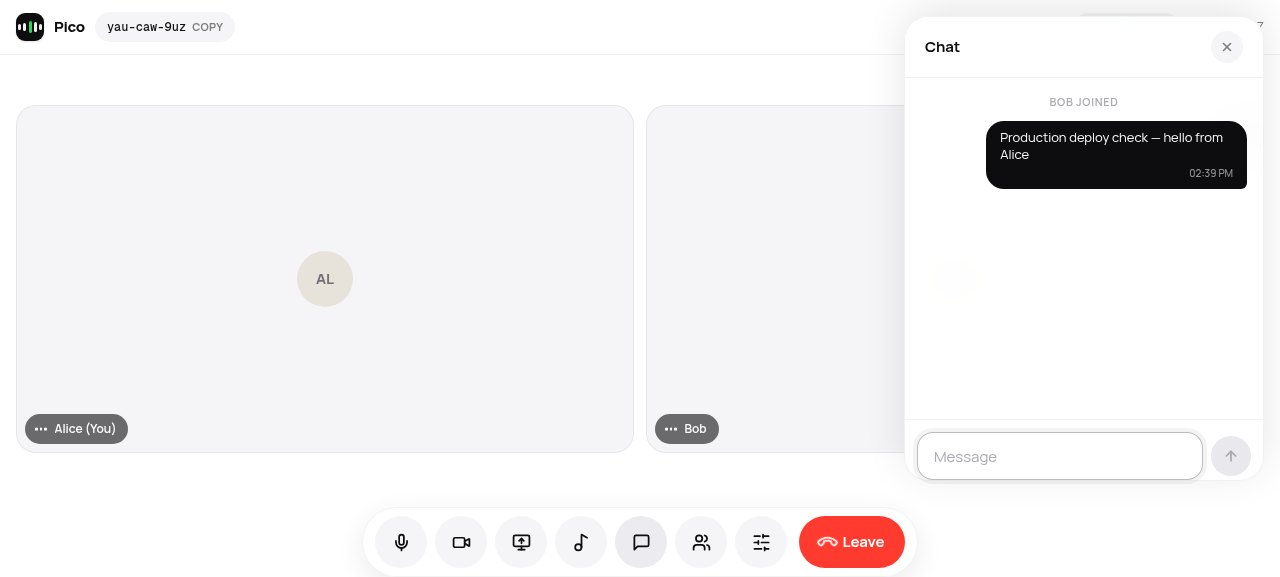 Pico
yau-caw-9uz COPY
7
Chat
BOB JOINED
Production deploy check — hello from
Alice
02:39 PM
AL
Alice (You)
Bob
Message
Leave